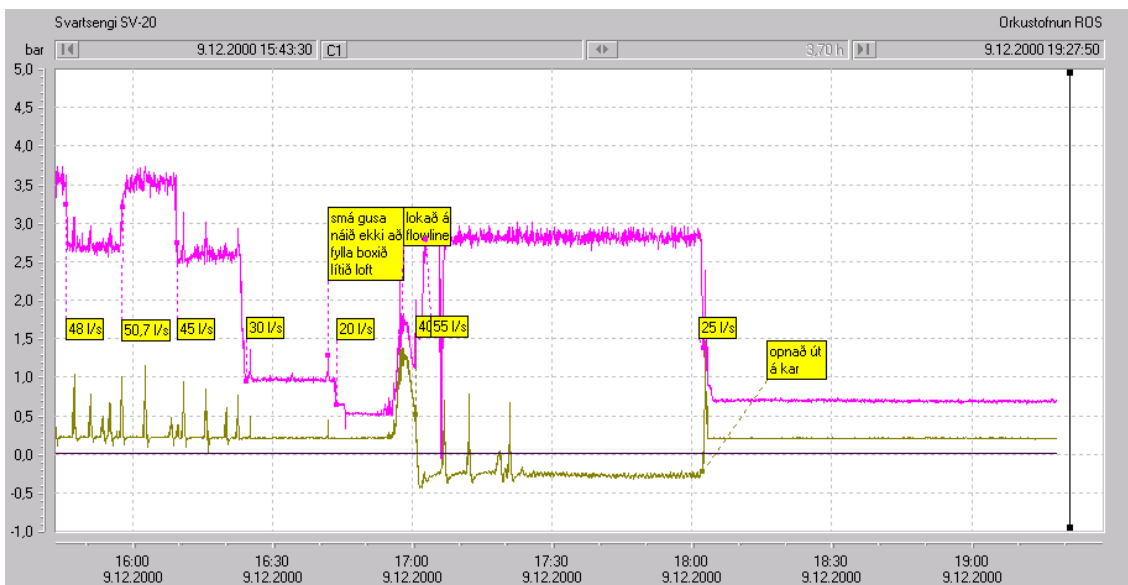 Svartsengi SV-20
Orkustofnun ROS
bar
9.12.2000 15:43:30
C1
3,70 h
9.12.2000 19:27:50
5,0
4,5
4,0
3,5
3,0
2,5
2,0
1,5
1,0
0,5
0,0
-0,5
-1,0
smá gusa
náið ekki að
fylla boxið
lítið loft
lokað á
flowline
48 l/s
50,7 l/s
45 l/s
30 l/s
20 l/s
40
55 l/s
25 l/s
opnað út
á kar
16:00
9.12.2000
16:30
9.12.2000
17:00
9.12.2000
17:30
9.12.2000
18:00
9.12.2000
18:30
9.12.2000
19:00
9.12.2000